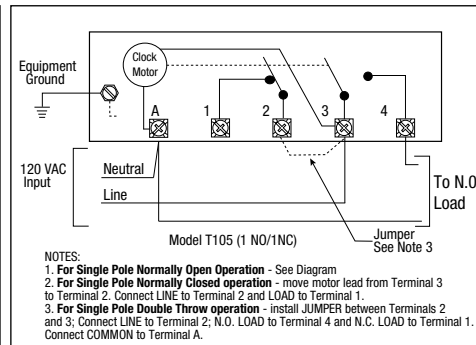 Equipment
Ground
Clock
Motor
A
1
2
3
4
120 VAC
Input
Neutral
Line
To N.O
Load
Jumper
See Note 3
Model T105 (1 NO/1NC)
NOTES:
1. For Single Pole Normally Open Operation - See Diagram
2. For Single Pole Normally Closed operation - move motor lead from Terminal 3
to Terminal 2. Connect LINE to Terminal 2 and LOAD to Terminal 1.
3. For Single Pole Double Throw operation - install JUMPER between Terminals 2
and 3; Connect LINE to Terminal 2; N.O. LOAD to Terminal 4 and N.C. LOAD to Terminal 1.
Connect COMMON to Terminal A.